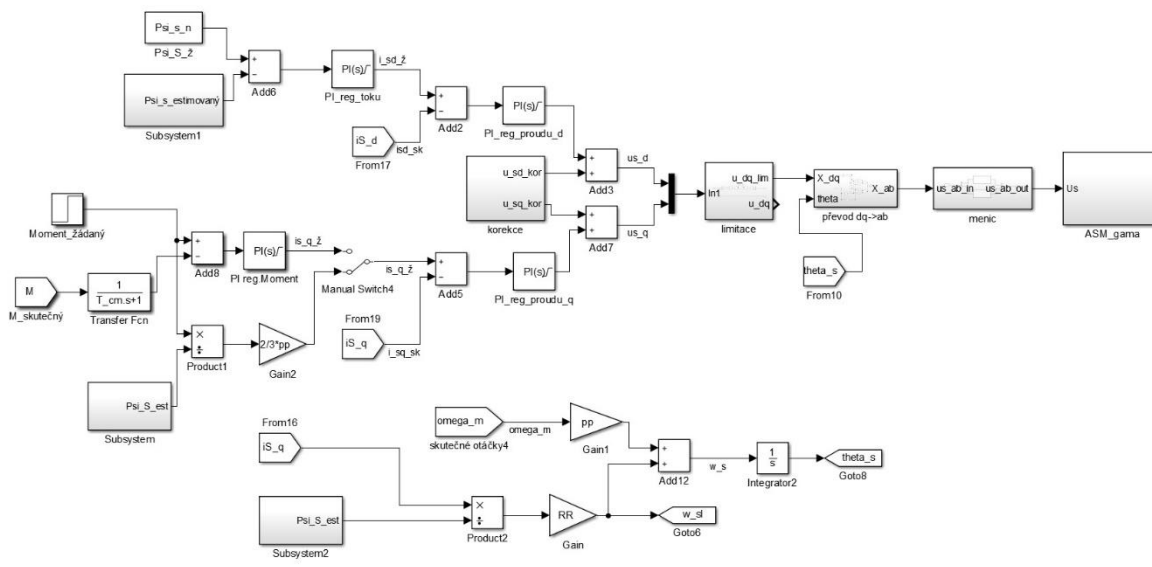 Psi_s_n
Psi_S_ž
Psi_s_estimovaný
Subsystem1
+
−
Add6
PI(s)
PI_reg_toku
i_sd_ž
iS_d
From17
isd_sk
+
−
Add2
PI(s)
PI_reg_proudu_d
u_sd_kor
u_sq_kor
korekce
+
+
Add3
us_d
+
+
Add7
us_q
In1
u_dq_lim
u_dq
limitace
X_dq
theta
X_ab
převod dq->ab
us_ab_in
us_ab_out
menic
Us
ASM_gama
theta_s
From10
Moment_žádaný
M
M_skutečný
1
T_cm.s+1
Transfer Fcn
+
−
Add8
PI(s)
PI reg.Moment
is_q_ž
Manual Switch4
is_q_ž
+
−
Add5
PI(s)
PI_reg_proudu_q
From19
iS_q
i_sq_sk
×
÷
Product1
2/3*pp
Gain2
Psi_S_est
Subsystem
From16
iS_q
Psi_S_est
Subsystem2
×
÷
Product2
RR
Gain
omega_m
skutečné otáčky4
omega_m
pp
Gain1
+
+
Add12
w_s
1
s
Integrator2
theta_s
Goto8
w_sl
Goto6